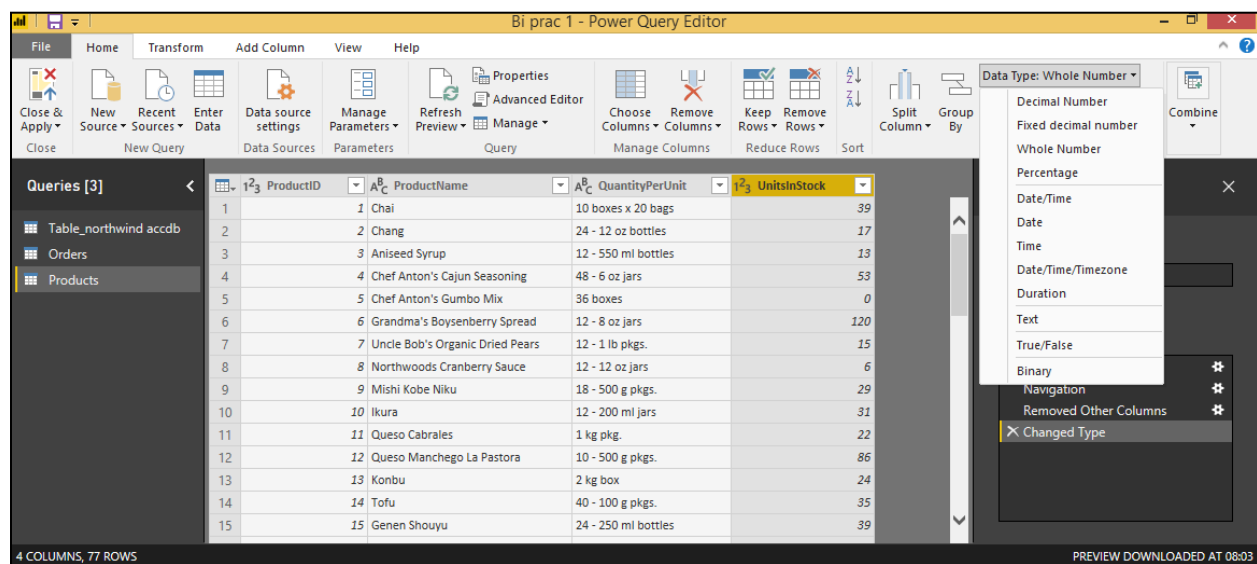 Bi prac 1 - Power Query Editor
File Home Transform Add Column View Help
Close & Apply
New Source
Recent Sources
Enter Data
Data source settings
Manage Parameters
Refresh Preview
Properties
Advanced Editor
Manage
Choose Columns
Remove Columns
Keep Rows
Remove Rows
Split Column
Group By
Data Type: Whole Number
Combine
Close New Query Data Sources Parameters Query Manage Columns Reduce Rows Sort
Decimal Number
Fixed decimal number
Whole Number
Percentage
Date/Time
Date
Time
Date/Time/Timezone
Duration
Text
True/False
Binary
Queries [3]
Table_northwind accdb
Orders
Products
1²3 ProductID ABC ProductName ABC QuantityPerUnit 1²3 UnitsInStock
1 1 Chai 10 boxes x 20 bags 39
2 2 Chang 24 - 12 oz bottles 17
3 3 Aniseed Syrup 12 - 550 ml bottles 13
4 4 Chef Anton's Cajun Seasoning 48 - 6 oz jars 53
5 5 Chef Anton's Gumbo Mix 36 boxes 0
6 6 Grandma's Boysenberry Spread 12 - 8 oz jars 120
7 7 Uncle Bob's Organic Dried Pears 12 - 1 lb pkgs. 15
8 8 Northwoods Cranberry Sauce 12 - 12 oz jars 6
9 9 Mishi Kobe Niku 18 - 500 g pkgs. 29
10 10 Ikura 12 - 200 ml jars 31
11 11 Queso Cabrales 1 kg pkg. 22
12 12 Queso Manchego La Pastora 10 - 500 g pkgs. 86
13 13 Konbu 2 kg box 24
14 14 Tofu 40 - 100 g pkgs. 35
15 15 Genen Shouyu 24 - 250 ml bottles 39
Navigation
Removed Other Columns
Changed Type
4 COLUMNS, 77 ROWS
PREVIEW DOWNLOADED AT 08:03